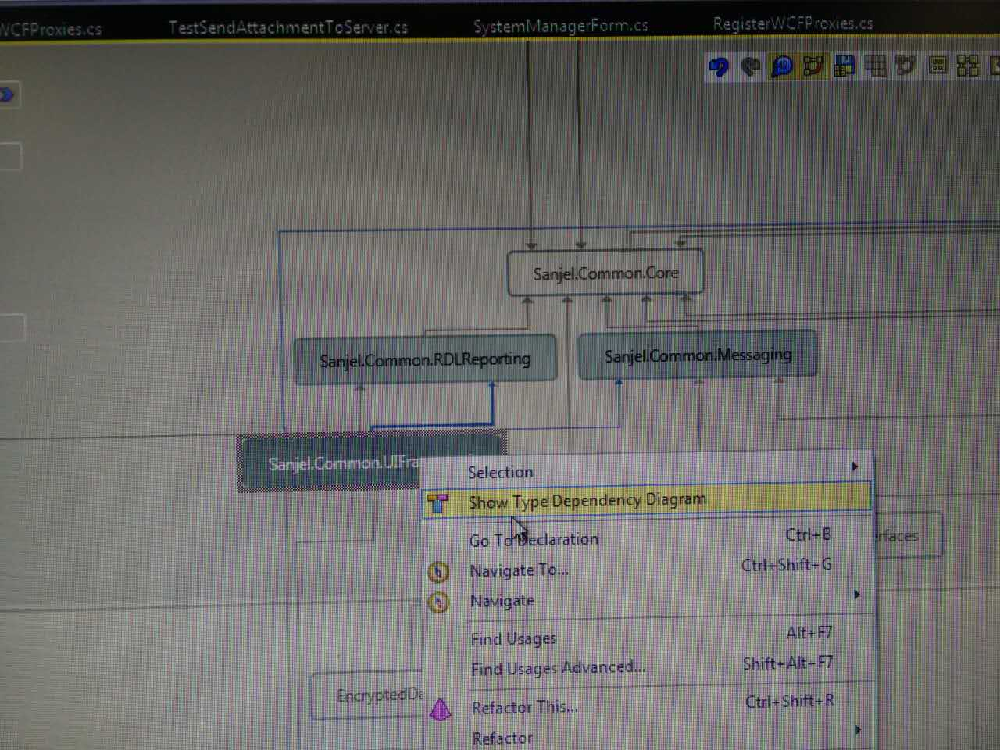 WCFProxies.cs
TestSendAttachmentToServer.cs
SystemManagerForm.cs
RegisterWCFProxies.cs
Sanjel.Common.Core
Sanjel.Common.RDLReporting
Sanjel.Common.Messaging
Sanjel.Common.UIFra
Selection
Show Type Dependency Diagram
Go To Declaration Ctrl+B
rfaces
Navigate To... Ctrl+Shift+G
Navigate
Find Usages Alt+F7
Find Usages Advanced... Shift+Alt+F7
EncryptedDa
Refactor This... Ctrl+Shift+R
Refactor